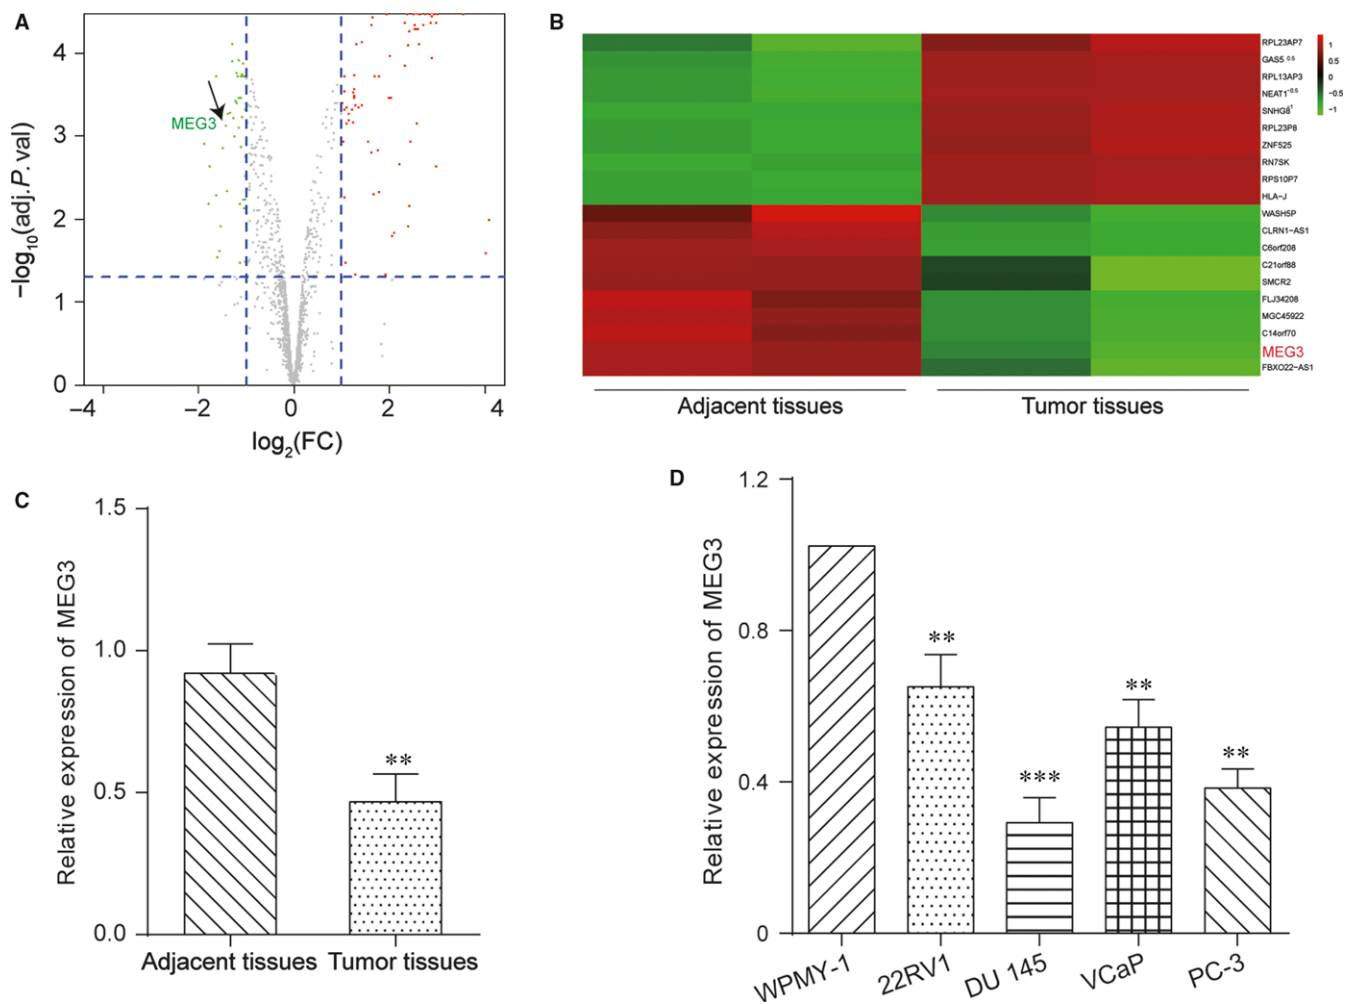 A
−log10(adj.P. val)
4
3
2
1
0
MEG3
−4
−2
0
2
4
log2(FC)
B
RPL23AP7
GAS5 0.5
RPL13AP3
NEAT1−0.5
SNHG8
RPL23P8
ZNF525
RN7SK
RPS10P7
HLA−J
WASH5P
CLRN1−AS1
C6orf208
C21orf88
SMCR2
FLJ34208
MGC45922
C14orf70
MEG3
FBXO22−AS1
1
0.5
0
−0.5
−1
Adjacent tissues
Tumor tissues
C
Relative expression of MEG3
1.5
1.0
0.5
0.0
**
Adjacent tissues
Tumor tissues
D
Relative expression of MEG3
1.2
0.8
0.4
0
**
***
**
**
WPMY-1
22RV1
DU 145
VCaP
PC-3